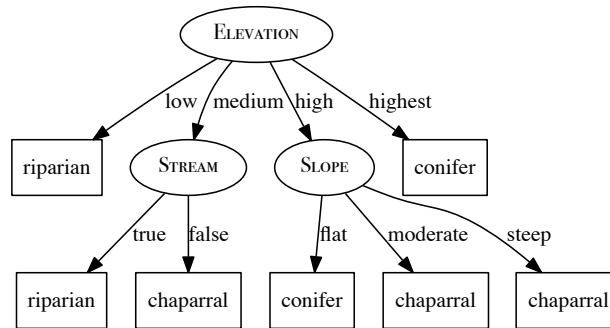 ELEVATION
low medium high highest
riparian STREAM SLOPE conifer
true false flat moderate steep
riparian chaparral conifer chaparral chaparral